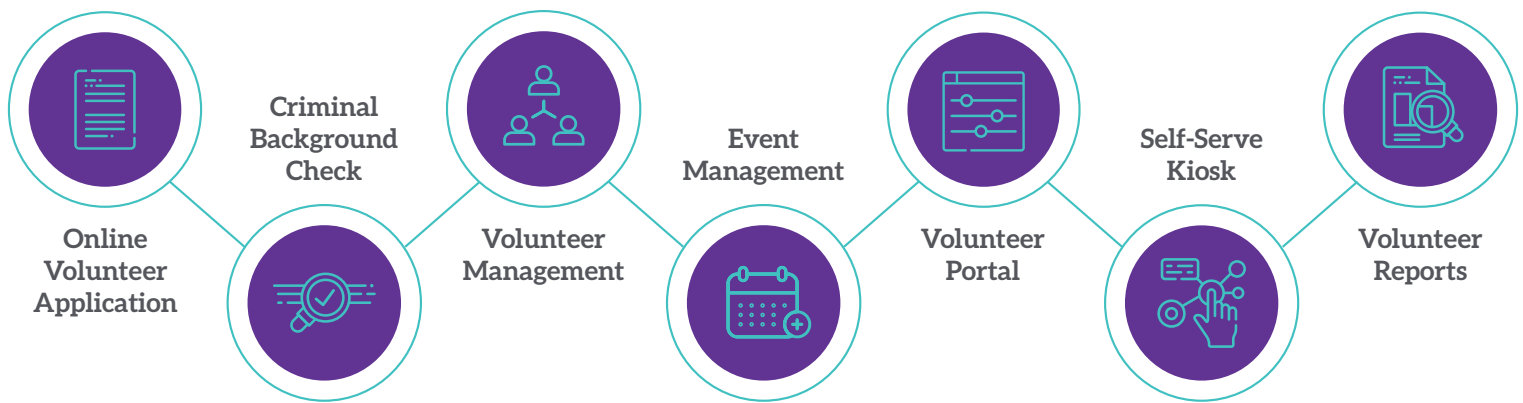 Online
Volunteer
Application
Criminal
Background
Check
Volunteer
Management
Event
Management
Volunteer
Portal
Self-Serve
Kiosk
Volunteer
Reports